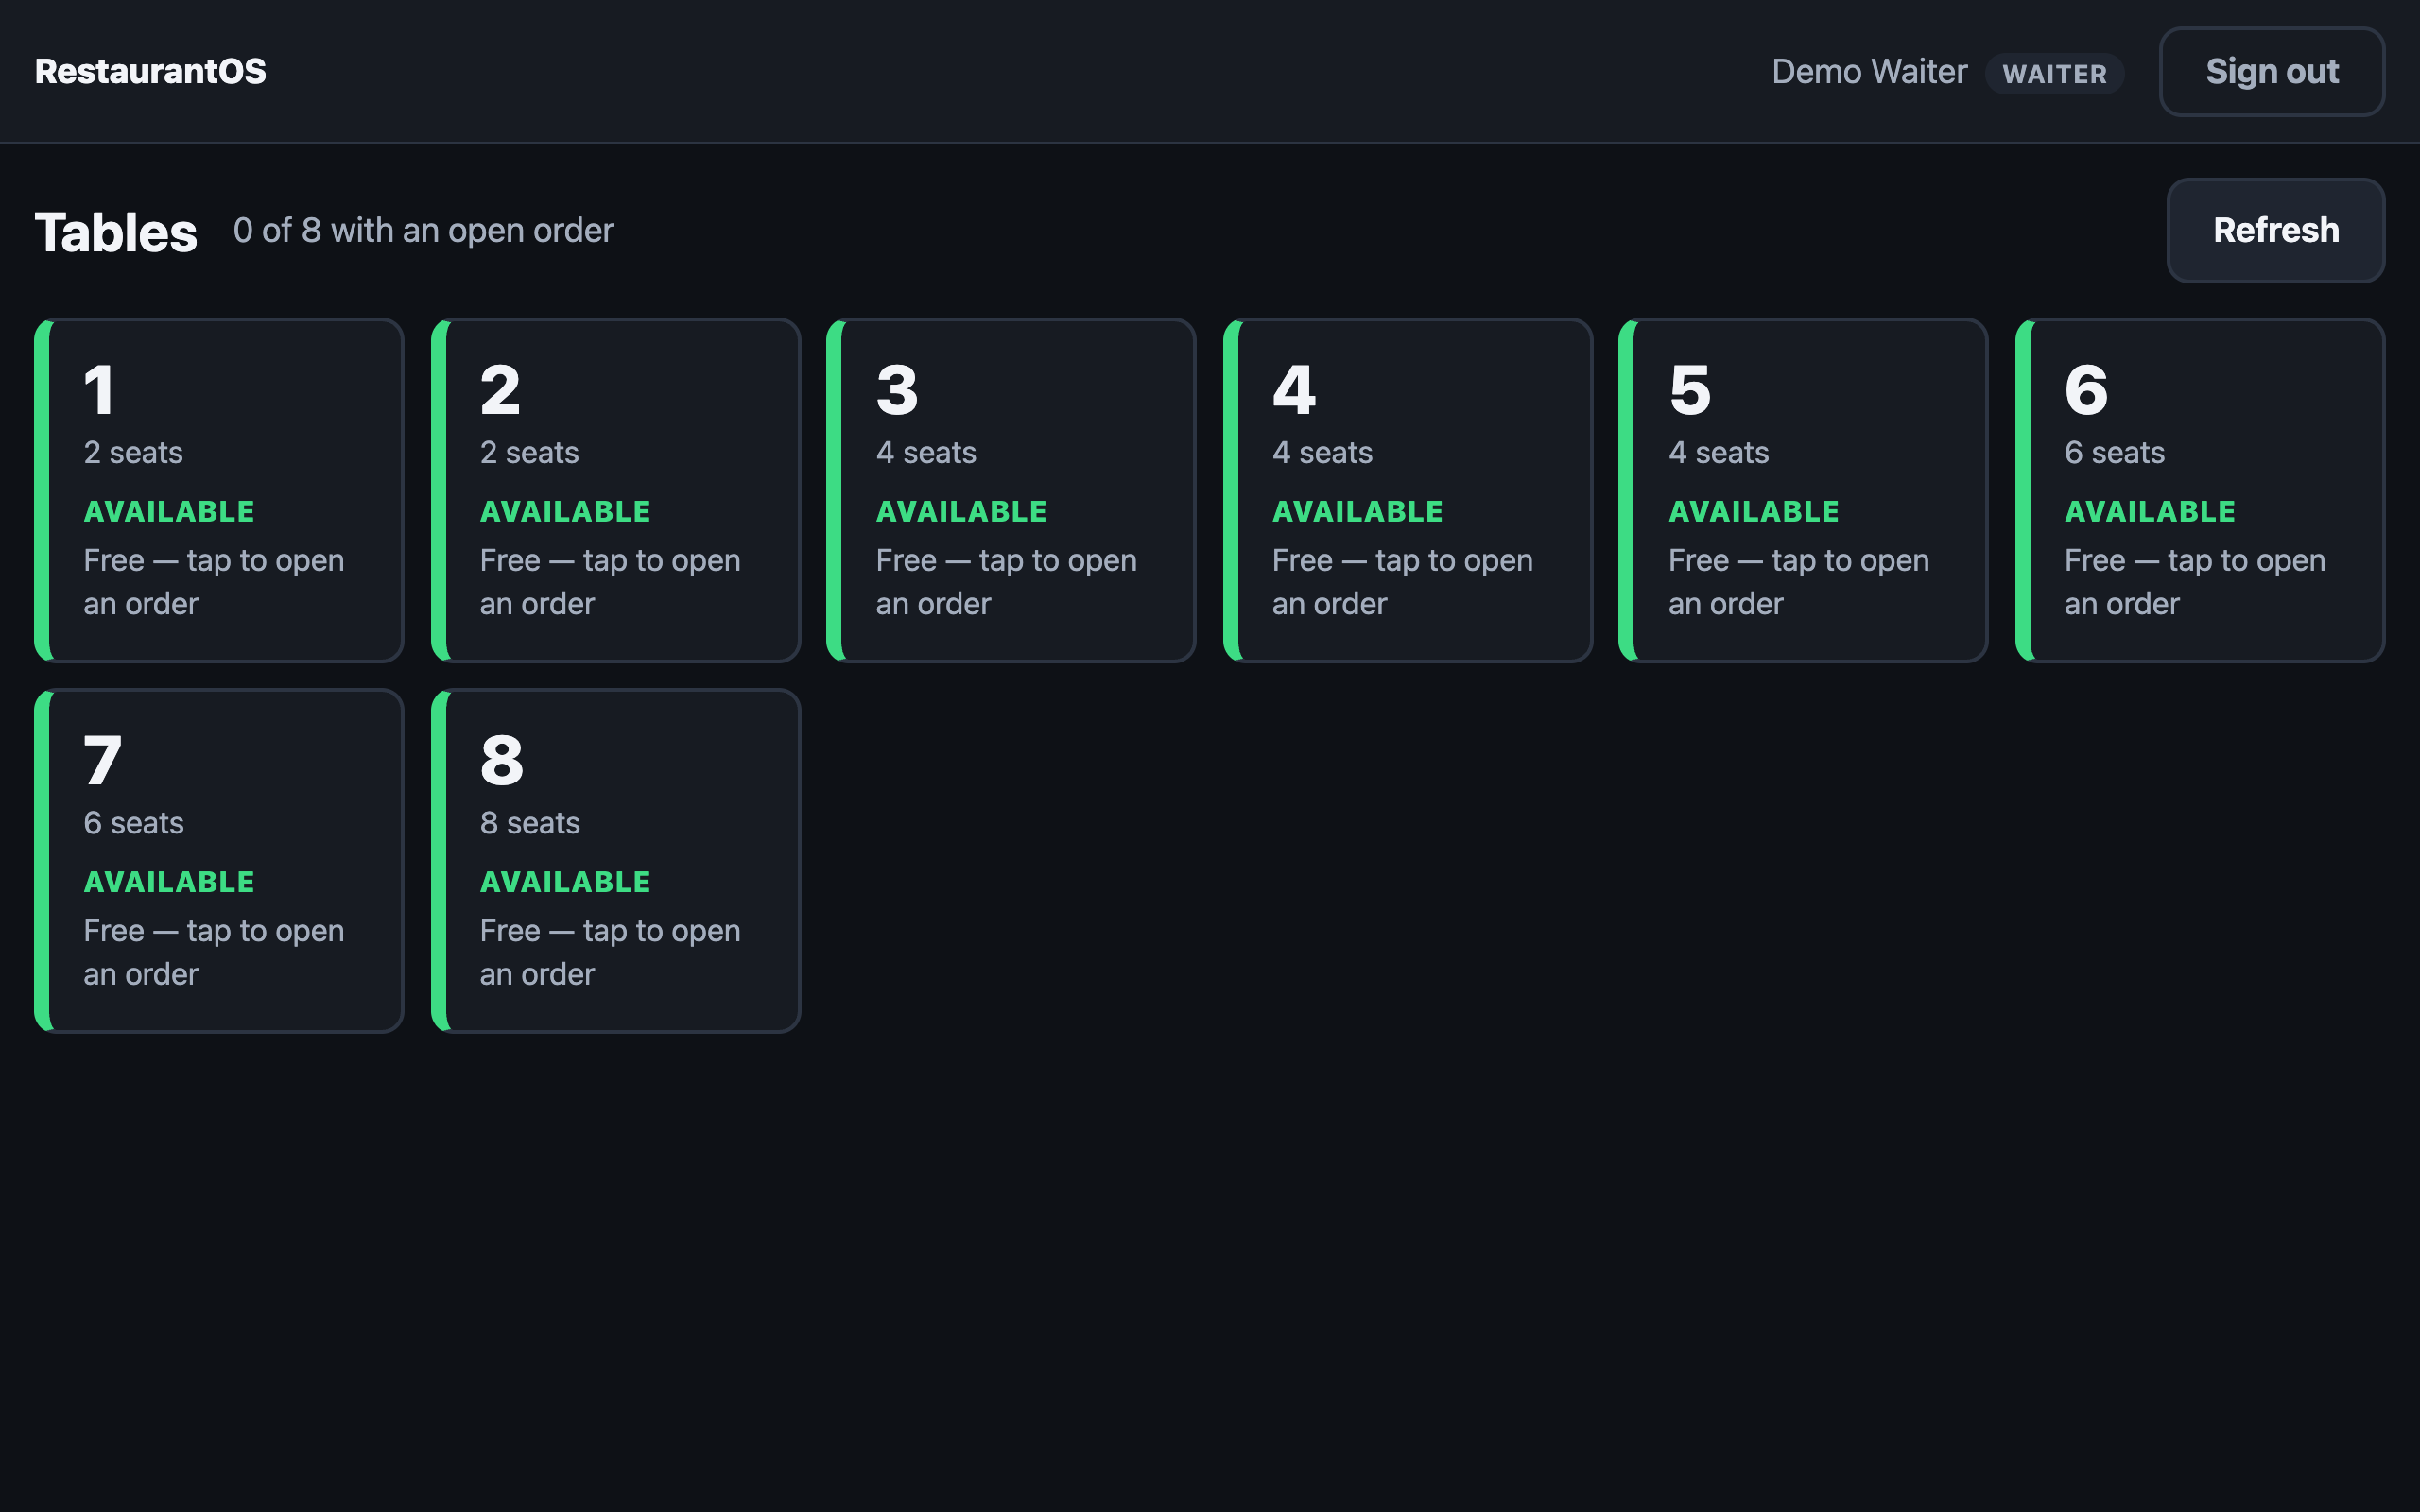 RestaurantOS
Demo Waiter WAITER Sign out
Tables 0 of 8 with an open order Refresh
1
2 seats
AVAILABLE
Free — tap to open
an order
2
2 seats
AVAILABLE
Free — tap to open
an order
3
4 seats
AVAILABLE
Free — tap to open
an order
4
4 seats
AVAILABLE
Free — tap to open
an order
5
4 seats
AVAILABLE
Free — tap to open
an order
6
6 seats
AVAILABLE
Free — tap to open
an order
7
6 seats
AVAILABLE
Free — tap to open
an order
8
8 seats
AVAILABLE
Free — tap to open
an order